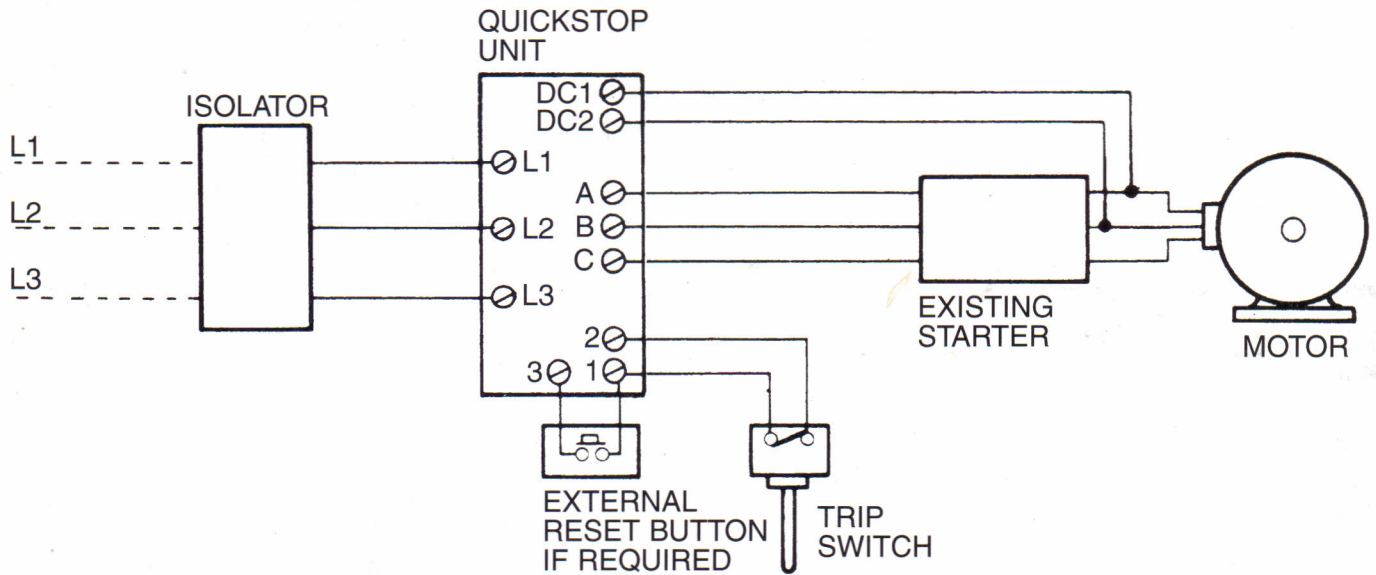 QUICKSTOP
UNIT
ISOLATOR
DC1
DC2
L1
L1
A
L2
L2
B
C
L3
L3
EXISTING
STARTER
MOTOR
2
3
1
EXTERNAL
RESET BUTTON
IF REQUIRED
TRIP
SWITCH